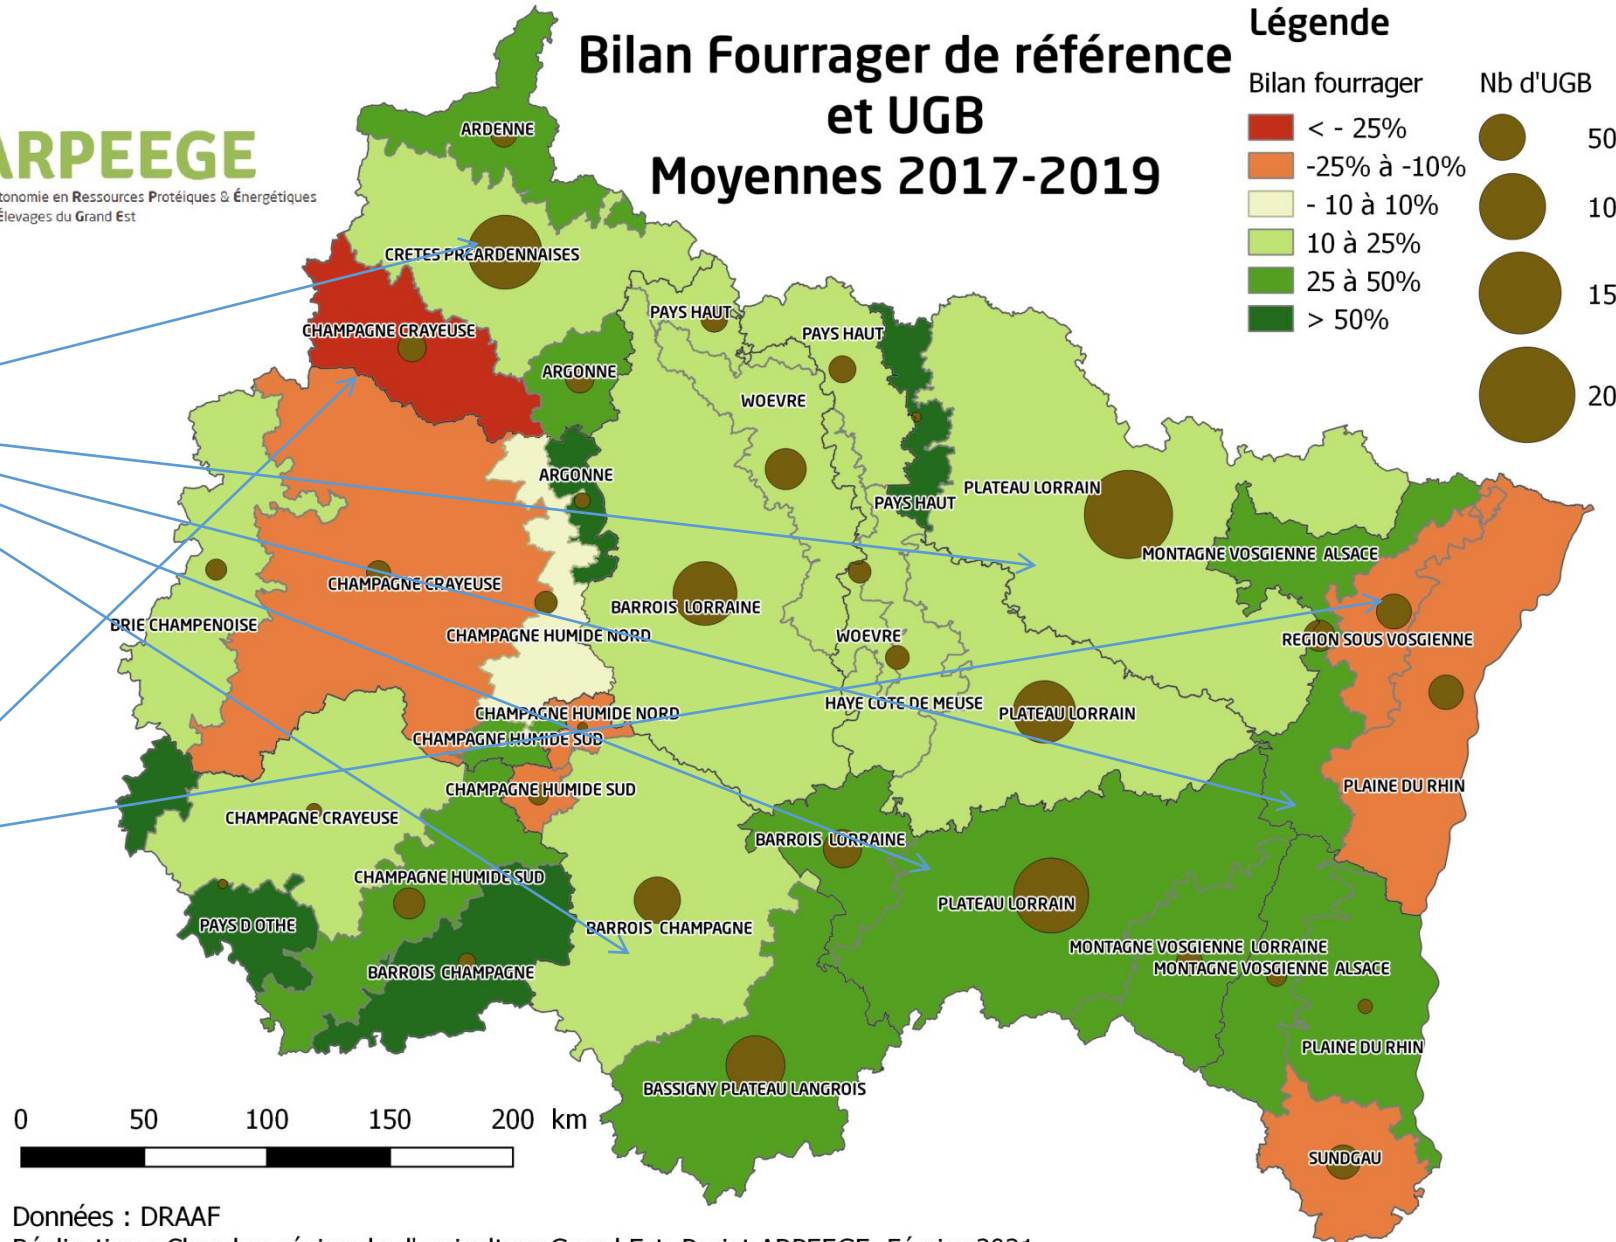 Bilan Fourrager de référence
et UGB
Moyennes 2017-2019
Légende
Bilan fourrager
< - 25%
-25% à -10%
- 10 à 10%
10 à 25%
25 à 50%
> 50%
Nb d'UGB
50
10
15
20
ARPEEGE
tonomie en Ressources Protéiques & Énergétiques
Élevages du Grand Est
ARDENNE
CRETES PREARDENNAISES
CHAMPAGNE CRAYEUSE
PAYS HAUT
PAYS HAUT
ARGONNE
WOEVRE
ARGONNE
PLATEAU LORRAIN
PAYS HAUT
MONTAGNE VOSGIENNE ALSACE
CHAMPAGNE CRAYEUSE
BARROIS LORRAINE
BRIE CHAMPENOISE
CHAMPAGNE HUMIDE NORD
WOEVRE
REGION SOUS VOSGIENNE
HAYE COTE DE MEUSE
CHAMPAGNE HUMIDE NORD
PLATEAU LORRAIN
CHAMPAGNE HUMIDE SUD
CHAMPAGNE HUMIDE SUD
PLAINE DU RHIN
CHAMPAGNE CRAYEUSE
BARROIS LORRAINE
CHAMPAGNE HUMIDE SUD
PLATEAU LORRAIN
PAYS D OTHE
BARROIS CHAMPAGNE
MONTAGNE VOSGIENNE LORRAINE
MONTAGNE VOSGIENNE ALSACE
BARROIS CHAMPAGNE
PLAINE DU RHIN
BASSIGNY PLATEAU LANGROIS
SUNDGAU
0 50 100 150 200 km
Données : DRAAF